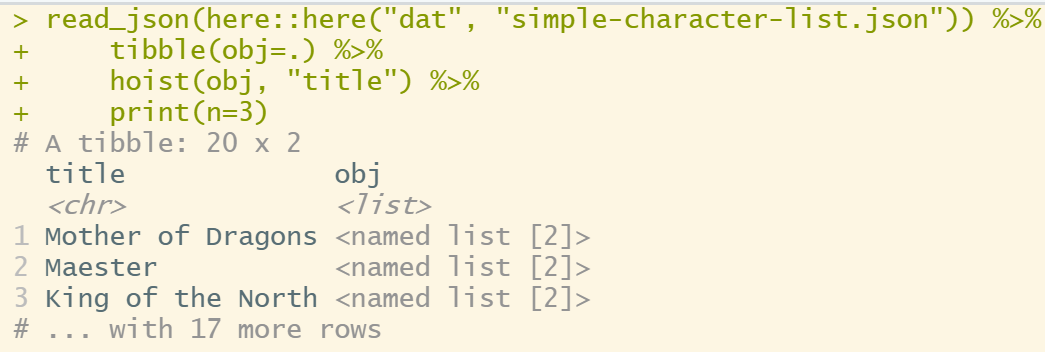 > read_json(here::here("dat", "simple-character-list.json")) %>%
+     tibble(obj=.) %>%
+     hoist(obj, "title") %>%
+     print(n=3)
# A tibble: 20 x 2
  title             obj
  <chr>             <list>
1 Mother of Dragons <named list [2]>
2 Maester           <named list [2]>
3 King of the North <named list [2]>
# ... with 17 more rows